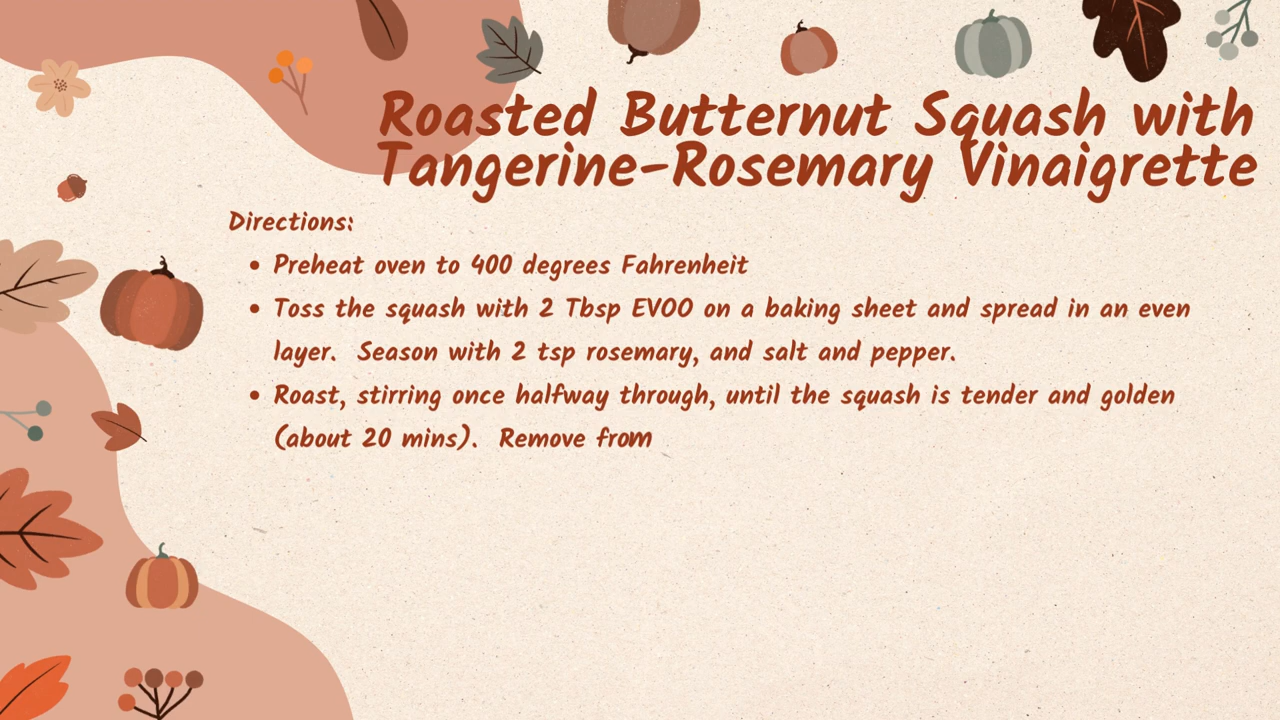 Roasted Butternut Squash with
Tangerine-Rosemary Vinaigrette
Directions:
• Preheat oven to 400 degrees Fahrenheit
• Toss the squash with 2 Tbsp EVOO on a baking sheet and spread in an even
layer.  Season with 2 tsp rosemary, and salt and pepper.
• Roast, stirring once halfway through, until the squash is tender and golden
(about 20 mins).  Remove from